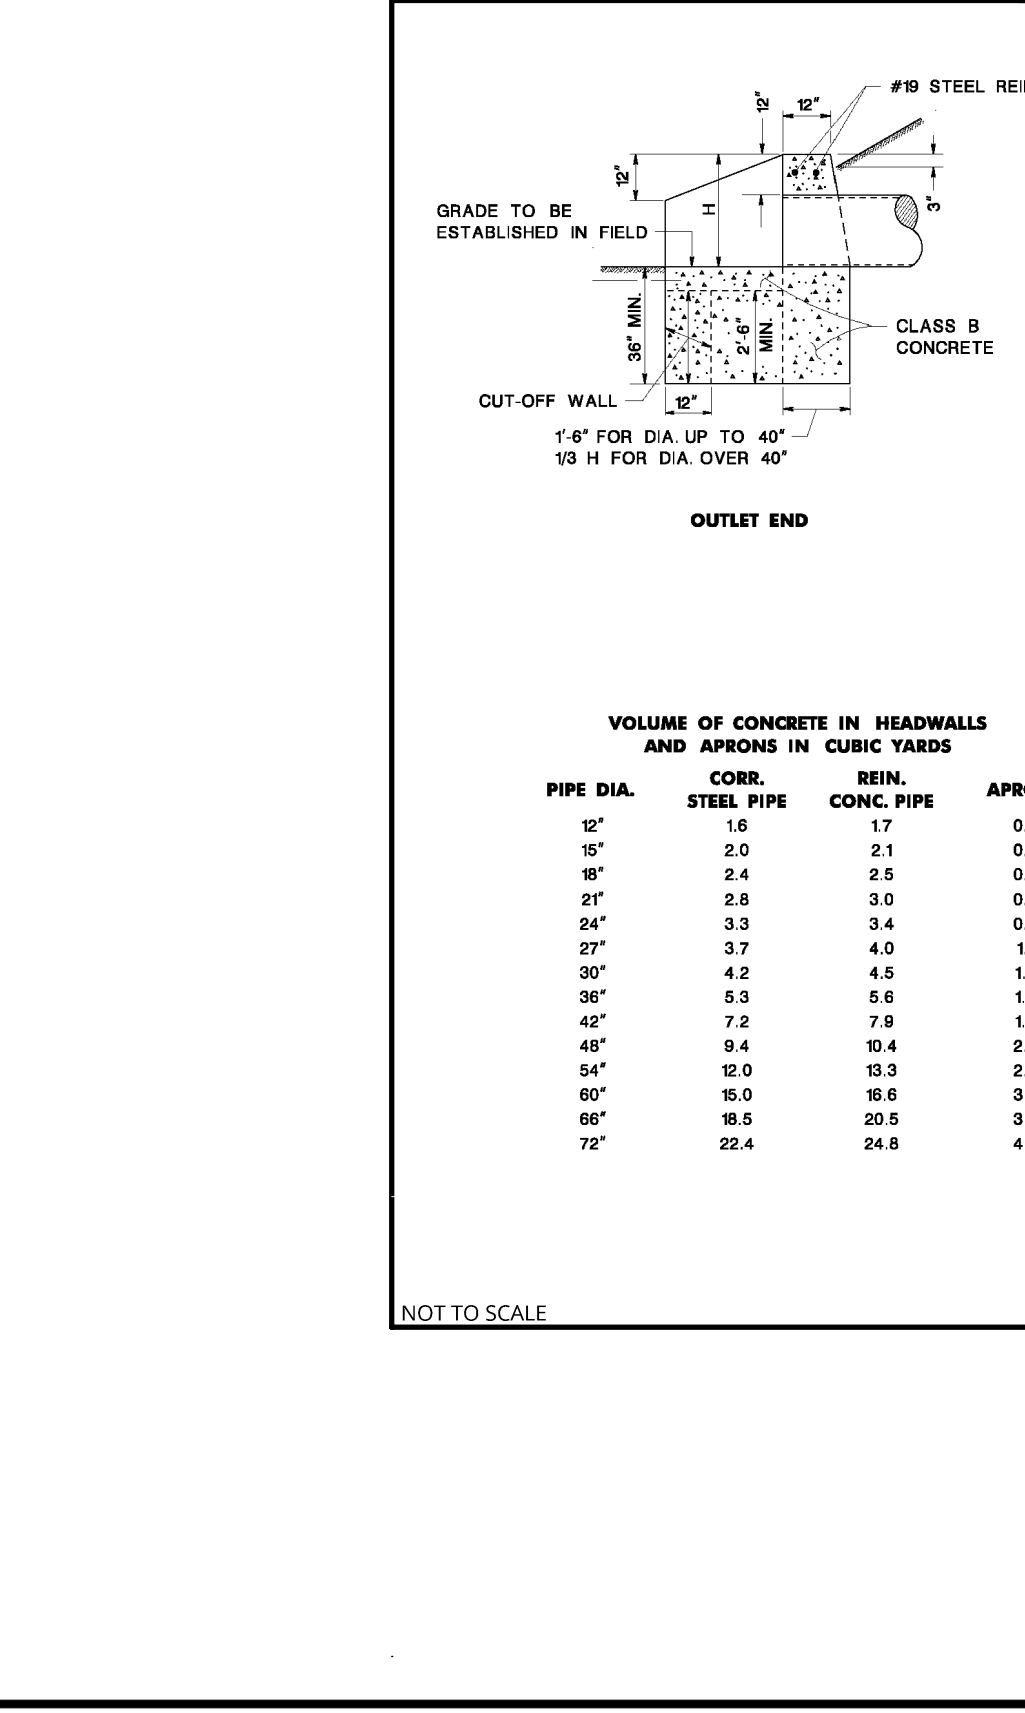 #19 STEEL
12"
12"
12"
H
3"
GRADE TO BE
ESTABLISHED IN FIELD
36" MIN.
2'-6"
MIN.
CLASS B
CONCRETE
CUT-OFF WALL
12"
1'-6" FOR DIA. UP TO 40"
1/3 H FOR DIA. OVER 40"
OUTLET END
VOLUME OF CONCRETE IN HEADWALLS
AND APRONS IN CUBIC YARDS
PIPE DIA.
CORR.
STEEL PIPE
REIN.
CONC. PIPE
12" 1.6 1.7
15" 2.0 2.1
18" 2.4 2.5
21" 2.8 3.0
24" 3.3 3.4
27" 3.7 4.0
30" 4.2 4.5
36" 5.3 5.6
42" 7.2 7.9
48" 9.4 10.4
54" 12.0 13.3
60" 15.0 16.6
66" 18.5 20.5
72" 22.4 24.8
NOT TO SCALE